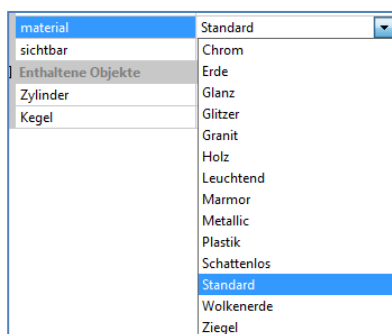 material Standard
sichtbar Chrom
Enthaltene Objekte Erde
Zylinder Glanz
Kegel Glitzer
Granit
Holz
Leuchtend
Marmor
Metallic
Plastik
Schattenlos
Standard
Wolkenerde
Ziegel